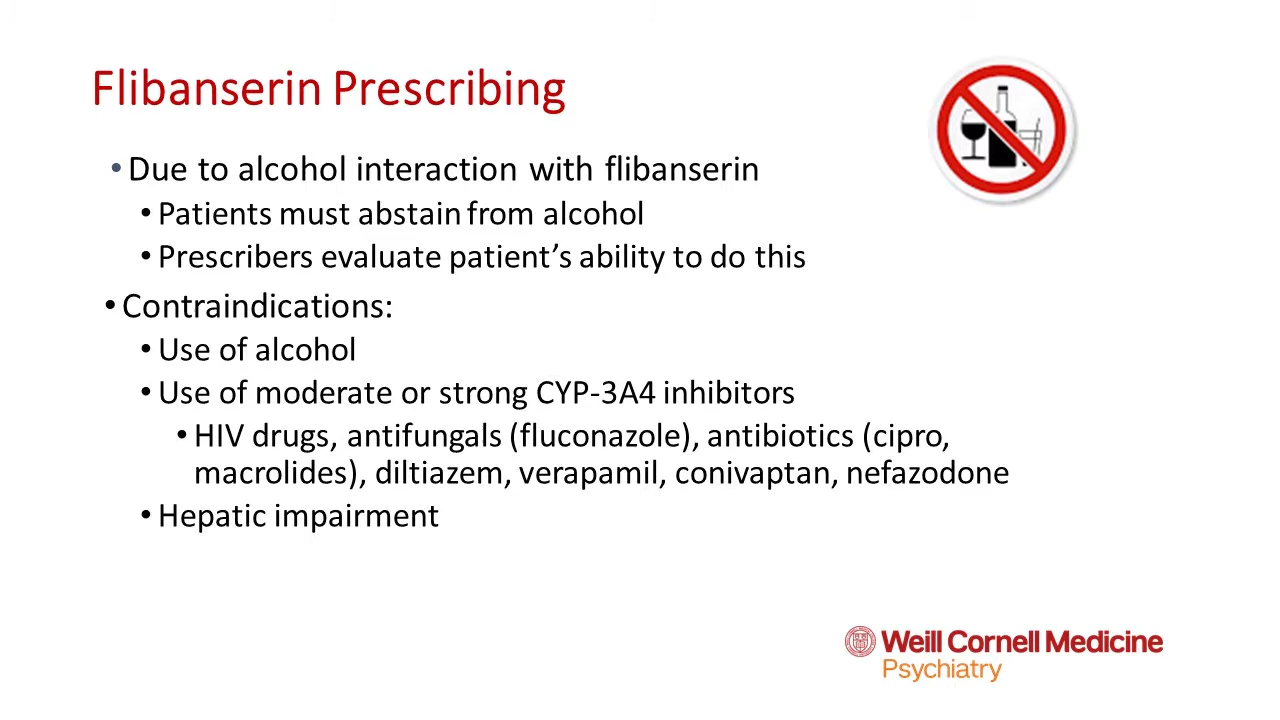 Flibanserin Prescribing
• Due to alcohol interaction with flibanserin
• Patients must abstain from alcohol
• Prescribers evaluate patient’s ability to do this
• Contraindications:
• Use of alcohol
• Use of moderate or strong CYP-3A4 inhibitors
• HIV drugs, antifungals (fluconazole), antibiotics (cipro,
macrolides), diltiazem, verapamil, conivaptan, nefazodone
• Hepatic impairment
Weill Cornell Medicine
Psychiatry